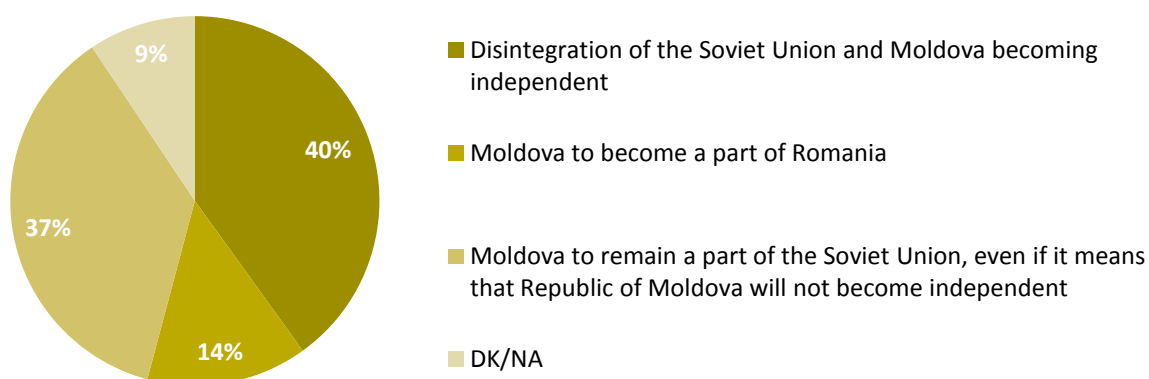 9%
40%
37%
14%
Disintegration of the Soviet Union and Moldova becoming
independent
Moldova to become a part of Romania
Moldova to remain a part of the Soviet Union, even if it means
that Republic of Moldova will not become independent
DK/NA